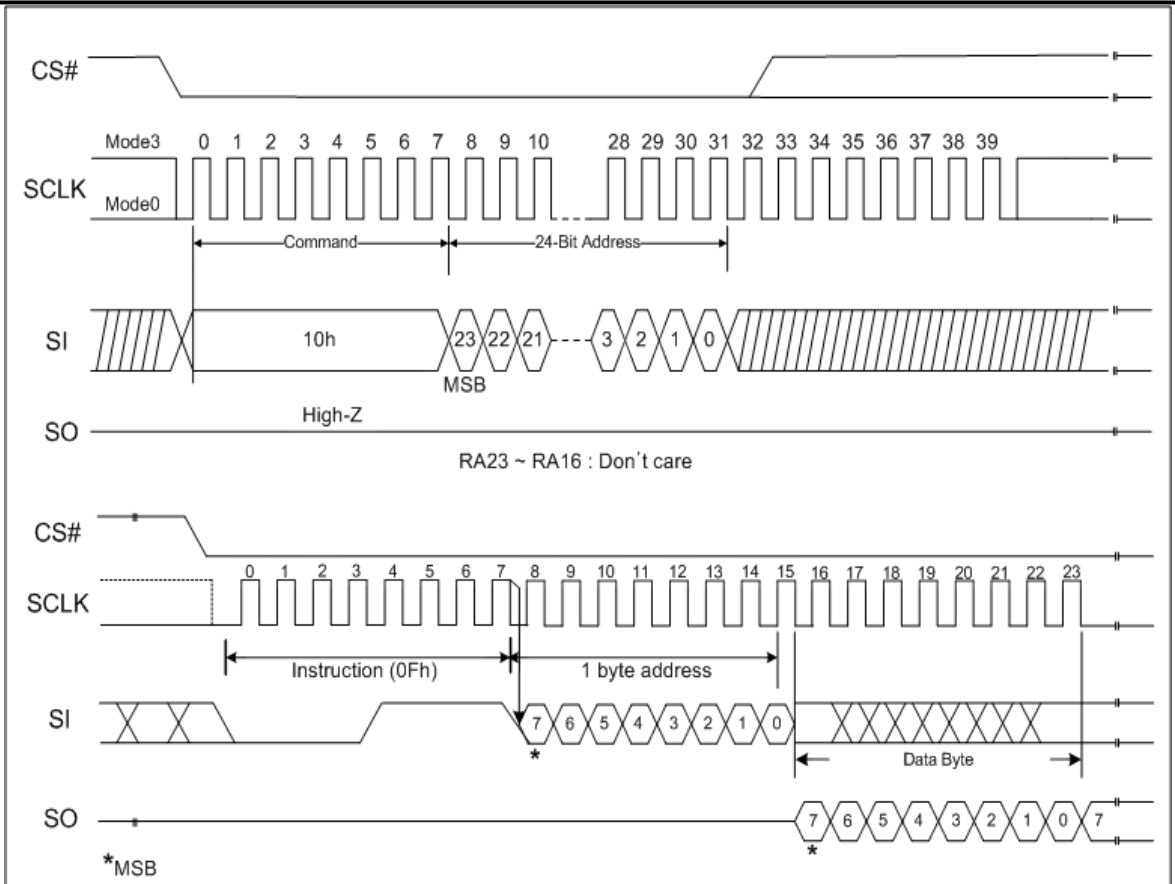 CS#
Mode3 0 1 2 3 4 5 6 7 8 9 10 28 29 30 31 32 33 34 35 36 37 38 39
SCLK
Mode0
Command 24-Bit Address
SI 10h 23 22 21 3 2 1 0
MSB
High-Z
SO
RA23 ~ RA16 : Don`t care
CS#
0 1 2 3 4 5 6 7 8 9 10 11 12 13 14 15 16 17 18 19 20 21 22 23
SCLK
Instruction (0Fh) 1 byte address
SI 7 6 5 4 3 2 1 0
* Data Byte
SO 7 6 5 4 3 2 1 0 7
*
*MSB